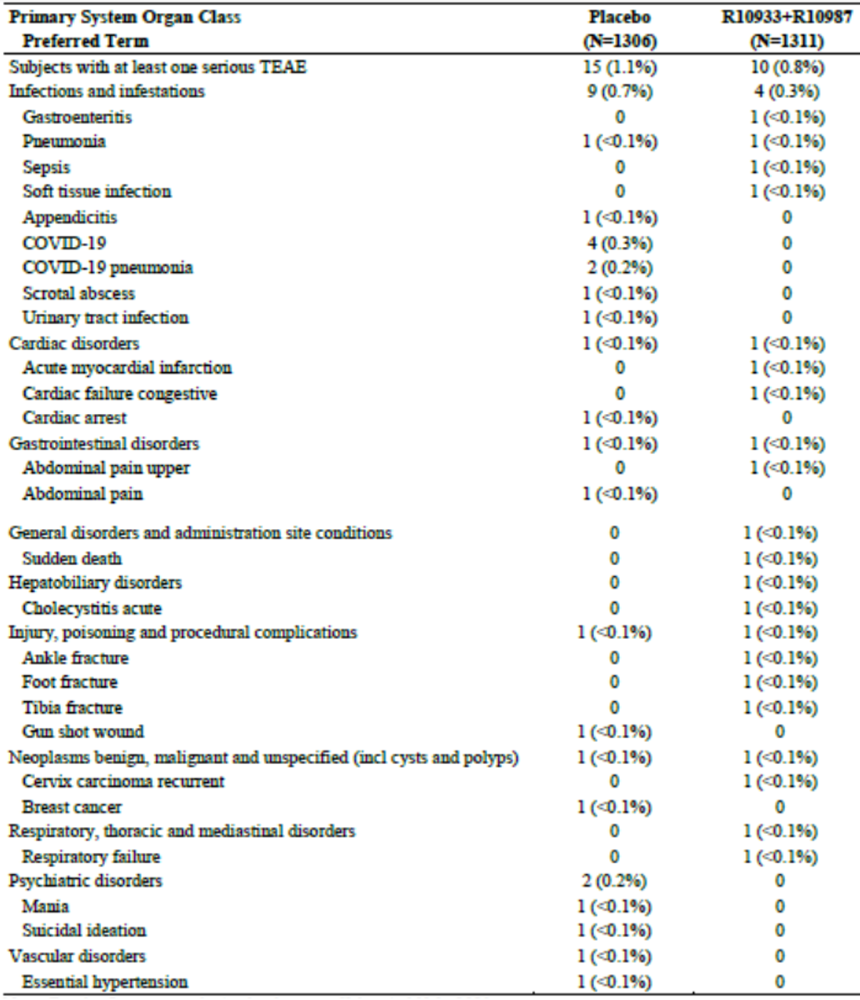 Primary System Organ Class Placebo R10933+R10987
Preferred Term (N=1306) (N=1311)
Subjects with at least one serious TEAE 15 (1.1%) 10 (0.8%)
Infections and infestations 9 (0.7%) 4 (0.3%)
Gastroenteritis 0 1 (<0.1%)
Pneumonia 1 (<0.1%) 1 (<0.1%)
Sepsis 0 1 (<0.1%)
Soft tissue infection 0 1 (<0.1%)
Appendicitis 1 (<0.1%) 0
COVID-19 4 (0.3%) 0
COVID-19 pneumonia 2 (0.2%) 0
Scrotal abscess 1 (<0.1%) 0
Urinary tract infection 1 (<0.1%) 0
Cardiac disorders 1 (<0.1%) 1 (<0.1%)
Acute myocardial infarction 0 1 (<0.1%)
Cardiac failure congestive 0 1 (<0.1%)
Cardiac arrest 1 (<0.1%) 0
Gastrointestinal disorders 1 (<0.1%) 1 (<0.1%)
Abdominal pain upper 0 1 (<0.1%)
Abdominal pain 1 (<0.1%) 0
General disorders and administration site conditions 0 1 (<0.1%)
Sudden death 0 1 (<0.1%)
Hepatobiliary disorders 0 1 (<0.1%)
Cholecystitis acute 0 1 (<0.1%)
Injury, poisoning and procedural complications 1 (<0.1%) 1 (<0.1%)
Ankle fracture 0 1 (<0.1%)
Foot fracture 0 1 (<0.1%)
Tibia fracture 0 1 (<0.1%)
Gun shot wound 1 (<0.1%) 0
Neoplasms benign, malignant and unspecified (incl cysts and polyps) 1 (<0.1%) 1 (<0.1%)
Cervix carcinoma recurrent 0 1 (<0.1%)
Breast cancer 1 (<0.1%) 0
Respiratory, thoracic and mediastinal disorders 0 1 (<0.1%)
Respiratory failure 0 1 (<0.1%)
Psychiatric disorders 2 (0.2%) 0
Mania 1 (<0.1%) 0
Suicidal ideation 1 (<0.1%) 0
Vascular disorders 1 (<0.1%) 0
Essential hypertension 1 (<0.1%) 0